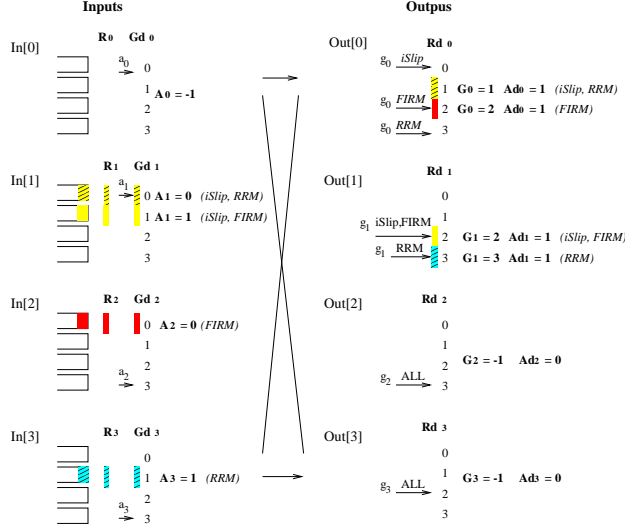 Inputs
Outpus
In[0]
R0 Gd 0
a0
0
1
2
3
A0 = -1
Out[0]
Rd 0
g0 iSlip
g0 FIRM
g0 RRM
0
1
2
3
G0 = 1 Ad0 = 1 (iSlip, RRM)
G0 = 2 Ad0 = 1 (FIRM)
In[1]
R1 Gd 1
a1
0 A1 = 0 (iSlip, RRM)
1 A1 = 1 (iSlip, FIRM)
2
3
Out[1]
Rd 1
0
1
g1 iSlip,FIRM
g1 RRM
2 G1 = 2 Ad1 = 1 (iSlip, FIRM)
3 G1 = 3 Ad1 = 1 (RRM)
In[2]
R2 Gd 2
0 A2 = 0 (FIRM)
1
2
a2
3
Out[2]
Rd 2
0
1
2
G2 = -1 Ad2 = 0
g2 ALL
3
In[3]
R3 Gd 3
0
1 A3 = 1 (RRM)
2
a3
3
Out[3]
Rd 3
0
1
G3 = -1 Ad3 = 0
g3 ALL
2
3